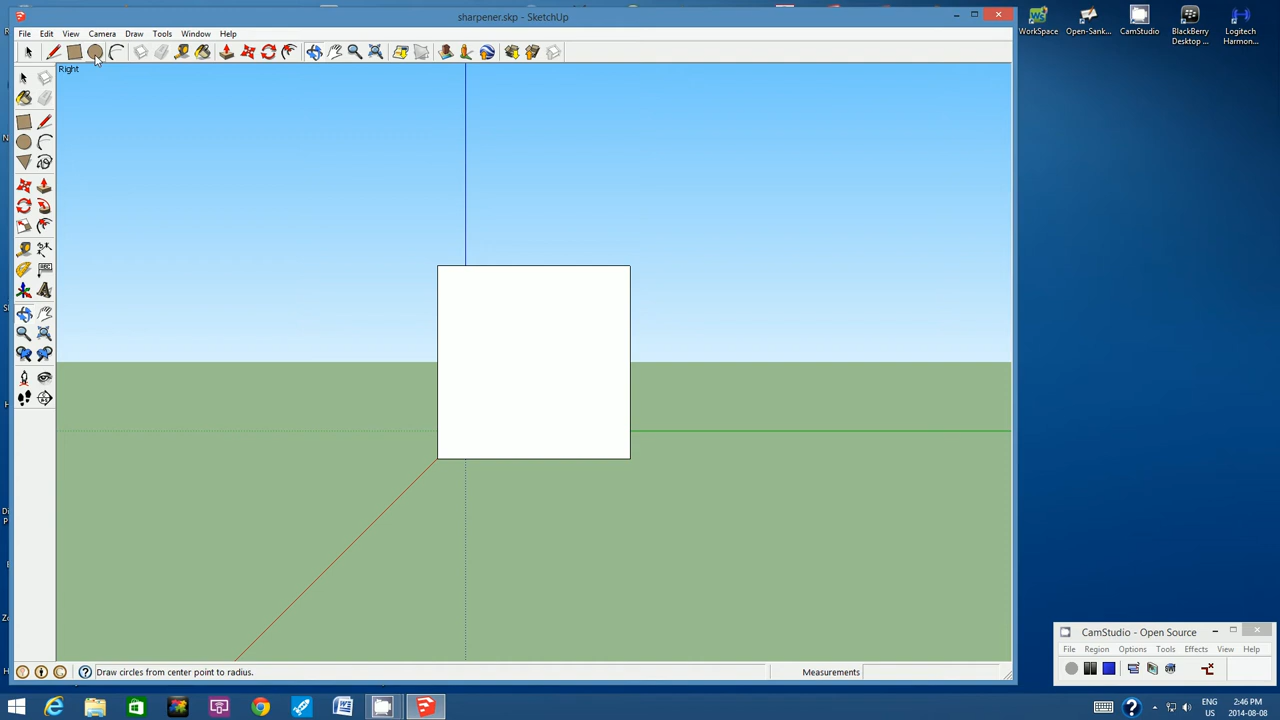 sharpener.skp - SketchUp
File Edit View Camera Draw Tools Window Help
Right
ABC
WorkSpace
Open-Sank...
CamStudio
BlackBerry Desktop ...
Logitech Harmon...
CamStudio - Open Source
File Region Options Tools Effects View Help
Draw circles from center point to radius.
Measurements
ENG
US
2:46 PM
2014-08-08